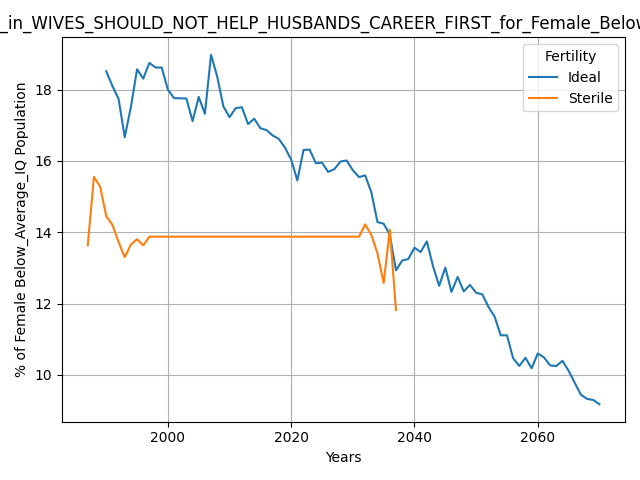 _in_WIVES_SHOULD_NOT_HELP_HUSBANDS_CAREER_FIRST_for_Female_Below
Fertility
Ideal
Sterile
% of Female Below_Average_IQ Population
18
16
14
12
10
2000 2020 2040 2060
Years